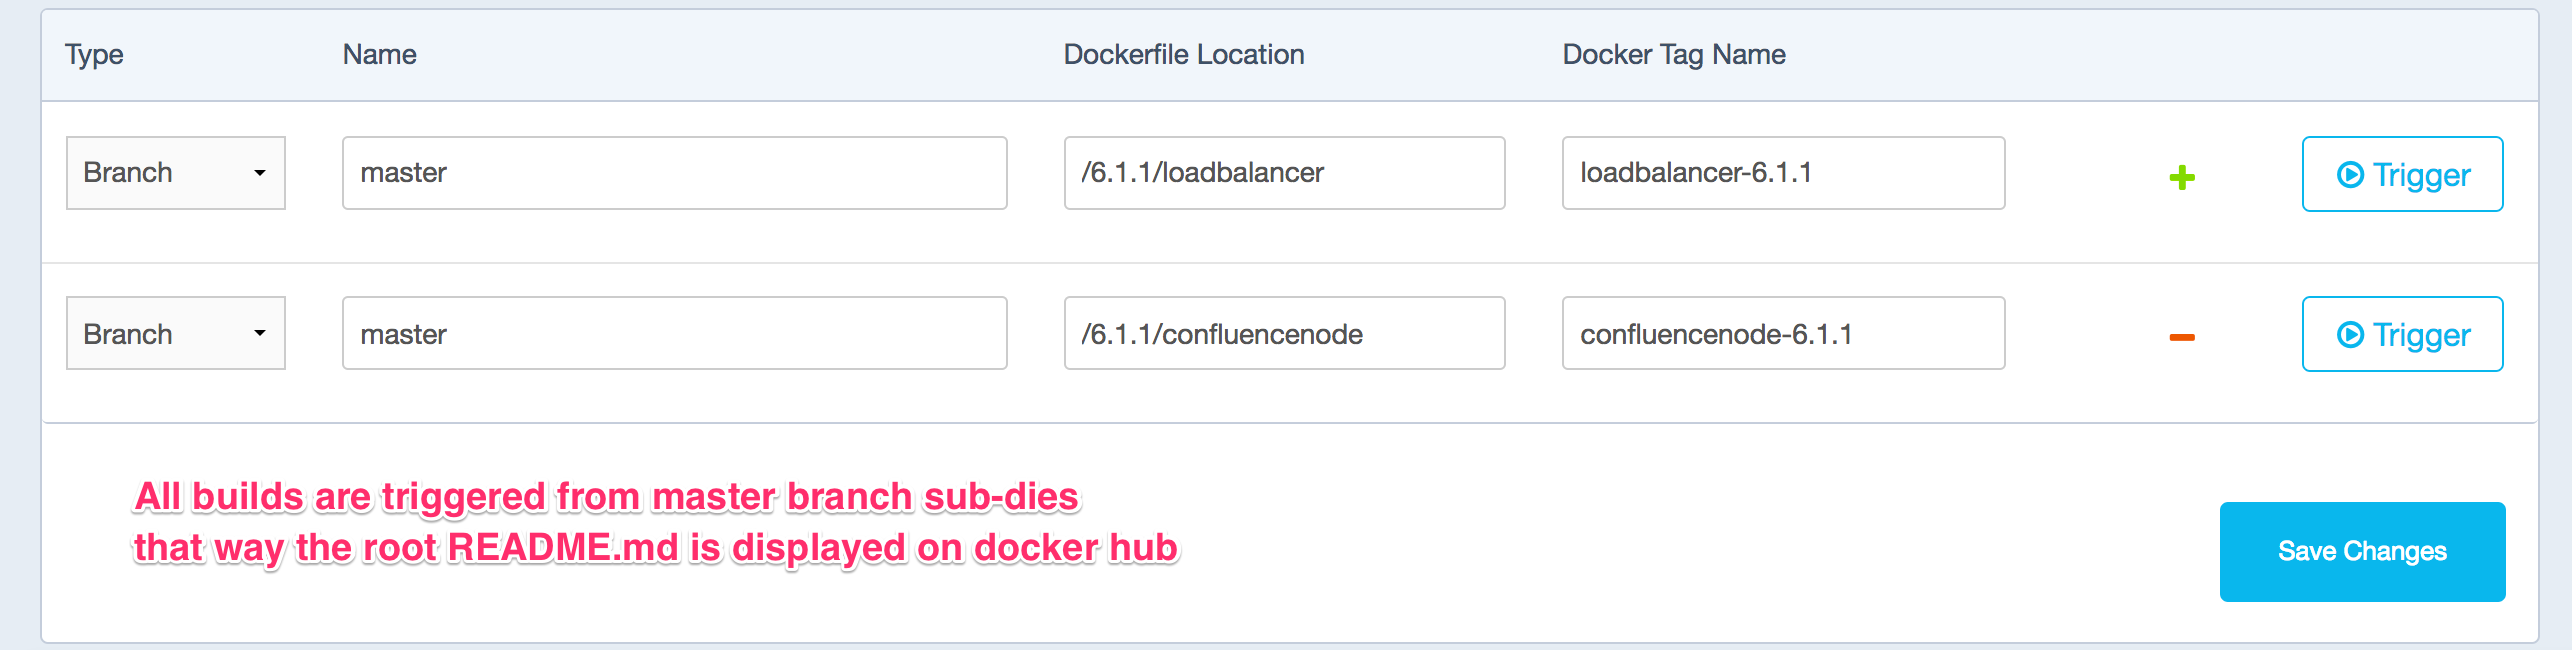 Type Name Dockerfile Location Docker Tag Name
Branch master /6.1.1/loadbalancer loadbalancer-6.1.1 + Trigger
Branch master /6.1.1/confluencenode confluencenode-6.1.1 − Trigger
All builds are triggered from master branch sub-dies
that way the root README.md is displayed on docker hub
Save Changes